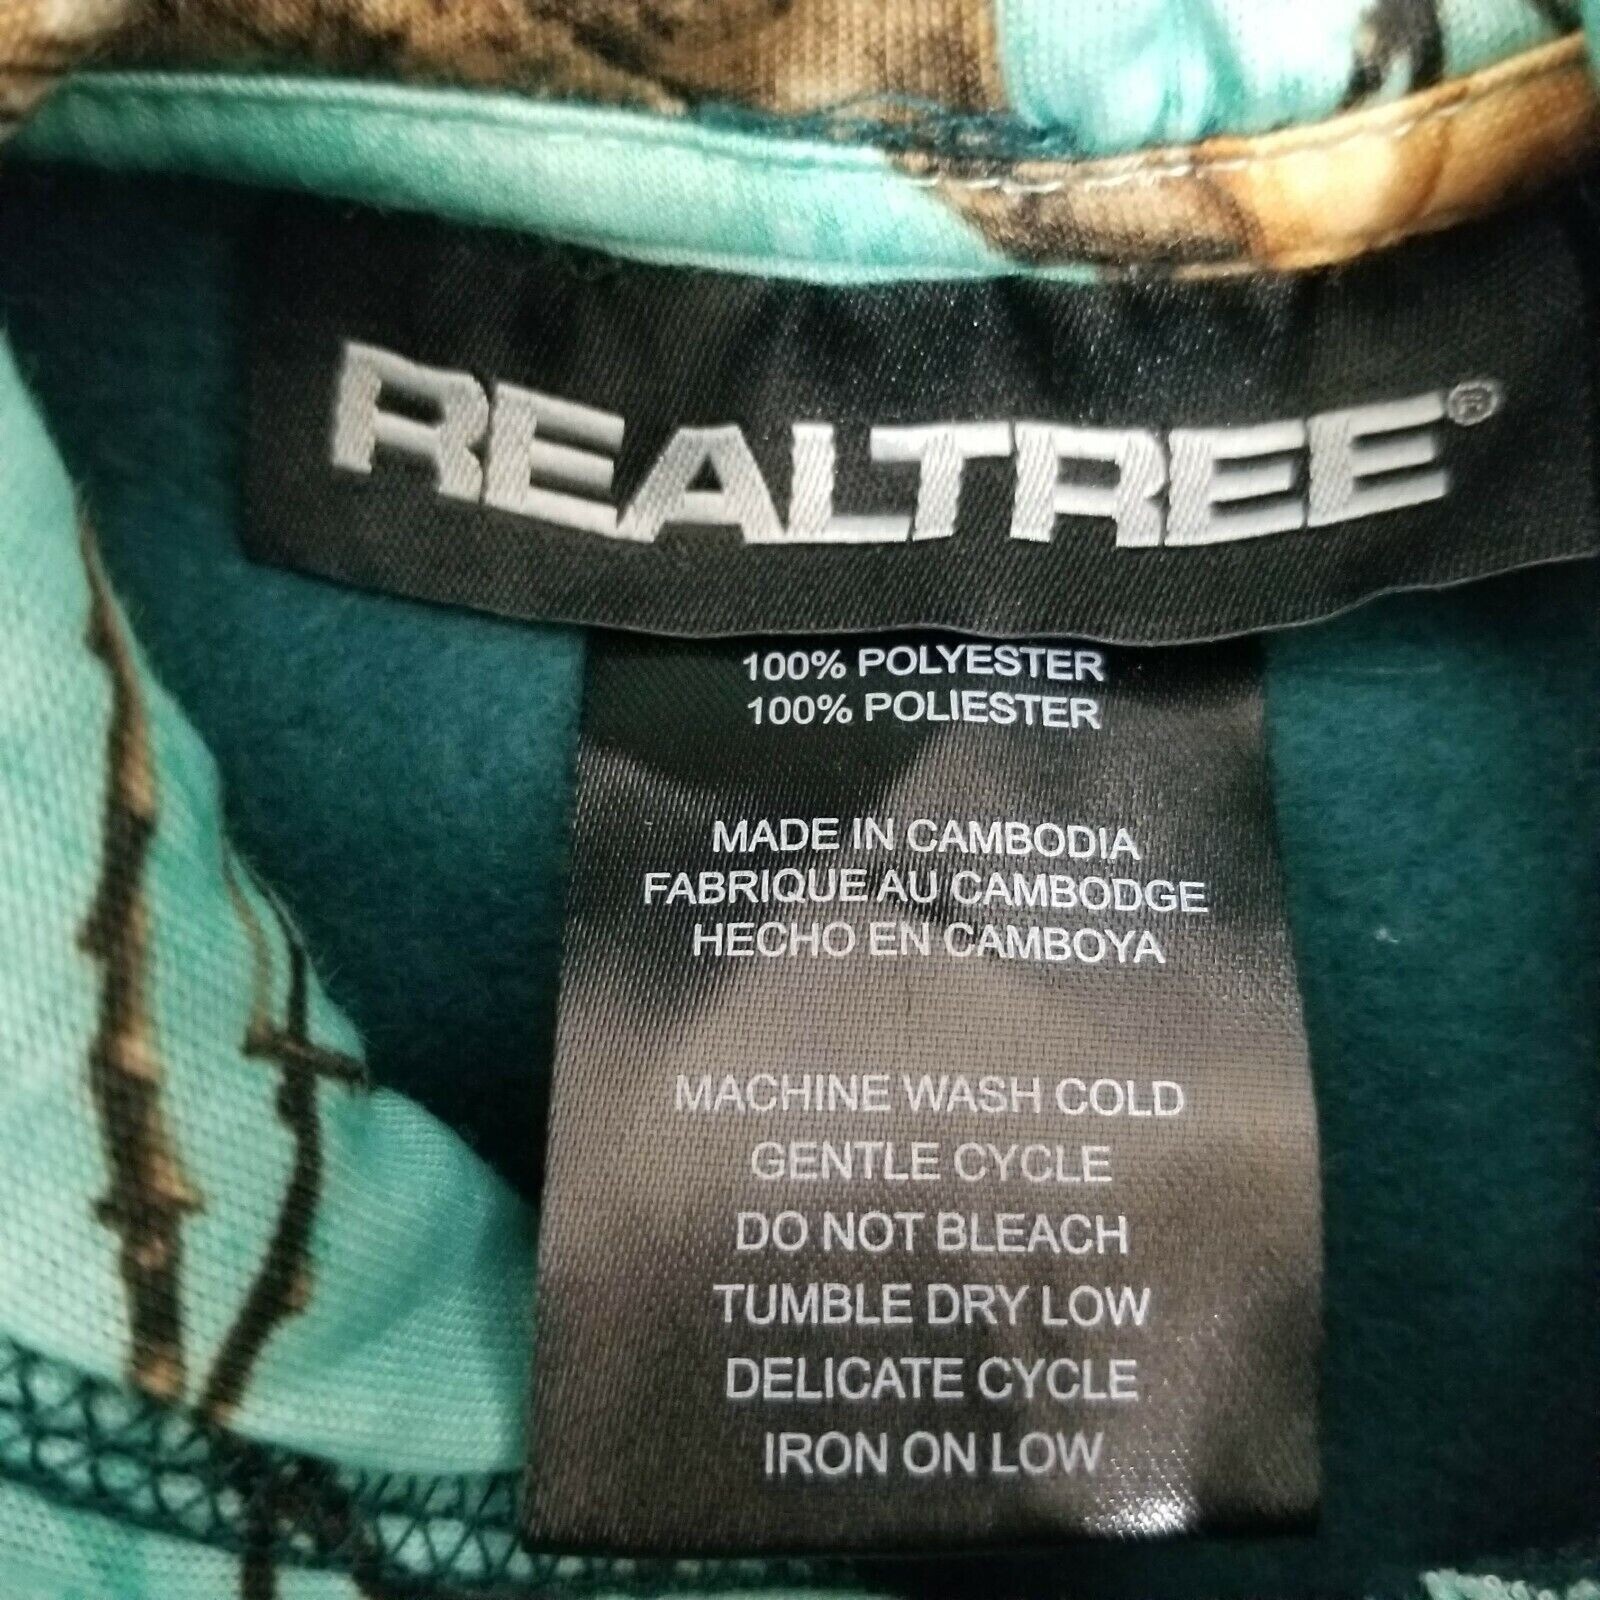 REALTREE®
100% POLYESTER
100% POLIESTER
MADE IN CAMBODIA
FABRIQUE AU CAMBODGE
HECHO EN CAMBOYA
MACHINE WASH COLD
GENTLE CYCLE
DO NOT BLEACH
TUMBLE DRY LOW
DELICATE CYCLE
IRON ON LOW